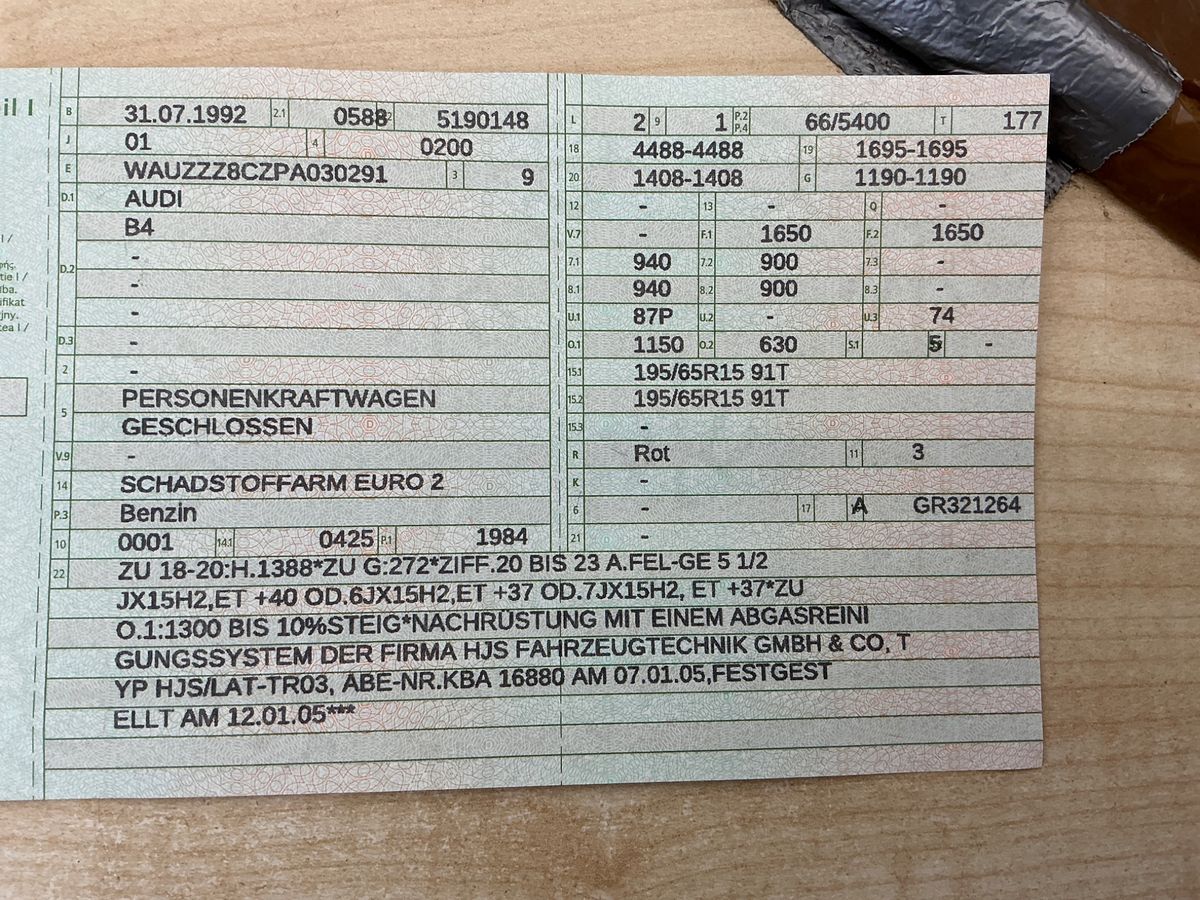 il I
B 31.07.1992 2.1 0588 5190148
J 01 4 0200
E WAUZZZ8CZPA030291 3 9
D.1 AUDI
B4
D.2 -
-
-
D.3 -
2 -
5 PERSONENKRAFTWAGEN
GESCHLOSSEN
V.9 -
14 SCHADSTOFFARM EURO 2
P.3 Benzin
10 0001 14.1 0425 P.1 1984
L 2 9 1 P.2 P.4 66/5400 T 177
18 4488-4488 19 1695-1695
20 1408-1408 G 1190-1190
12 - 13 - Q -
V.7 - F.1 1650 F.2 1650
7.1 940 7.2 900 7.3 -
8.1 940 8.2 900 8.3 -
U.1 87P U.2 - U.3 74
O.1 1150 O.2 630 S.1 5 -
15.1 195/65R15 91T
15.2 195/65R15 91T
15.3 -
R Rot 11 3
K -
6 - 17 A GR321264
21 -
22 ZU 18-20:H.1388*ZU G:272*ZIFF.20 BIS 23 A.FEL-GE 5 1/2
JX15H2,ET +40 OD.6JX15H2,ET +37 OD.7JX15H2, ET +37*ZU
O.1:1300 BIS 10%STEIG*NACHRÜSTUNG MIT EINEM ABGASREINI
GUNGSSYSTEM DER FIRMA HJS FAHRZEUGTECHNIK GMBH & CO, T
YP HJS/LAT-TR03, ABE-NR.KBA 16880 AM 07.01.05,FESTGEST
ELLT AM 12.01.05***
l /
ρής.
tie I /
ība.
ifikat
yjny.
tea I /